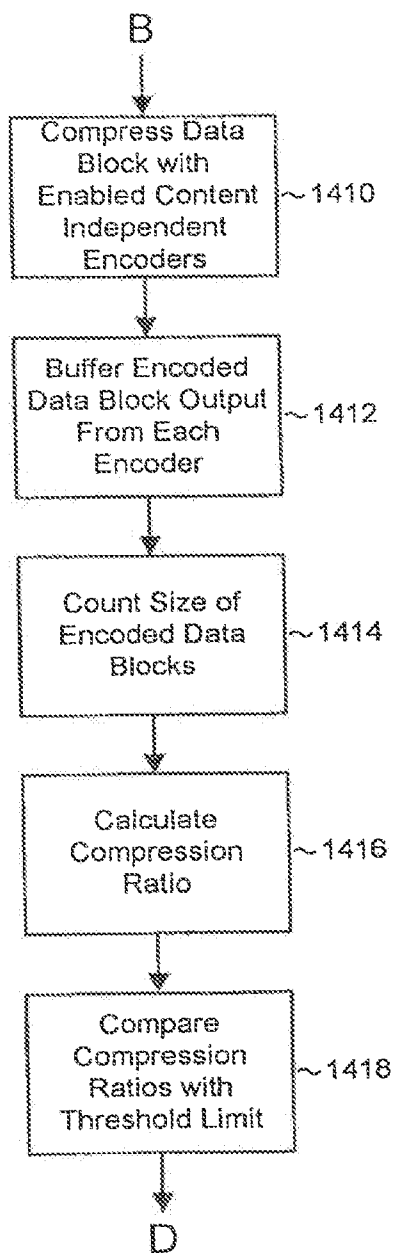 B
Compress Data
Block with
Enabled Content
Independent
Encoders
~1410
Buffer Encoded
Data Block Output
From Each
Encoder
~1412
Count Size of
Encoded Data
Blocks
~1414
Calculate
Compression
Ratio
~1416
Compare
Compression
Ratios with
Threshold Limit
~1418
D